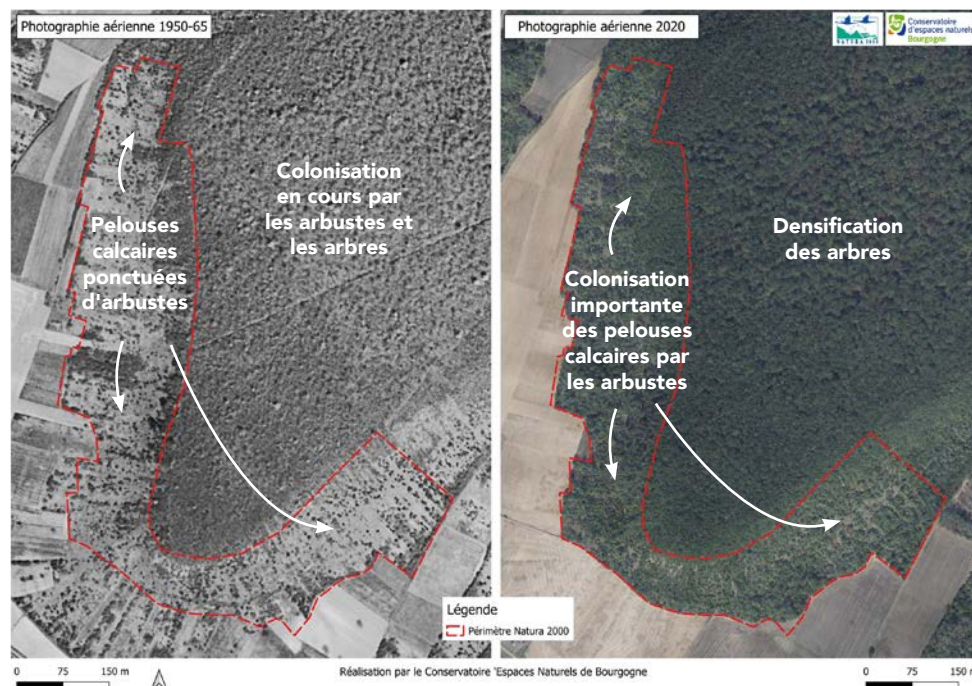 Photographie aérienne 1950-65
Colonisation
en cours par
les arbustes et
les arbres
Pelouses
calcaires
ponctuées
d'arbustes
Légende
Périmètre Natura 2000
0 75 150 m
Photographie aérienne 2020
NATURA 2000
Conservatoire
d'espaces naturels
Bourgogne
Densification
des arbres
Colonisation
importante
des pelouses
calcaires par
les arbustes
Réalisation par le Conservatoire 'Espaces Naturels de Bourgogne
0 75 150 m